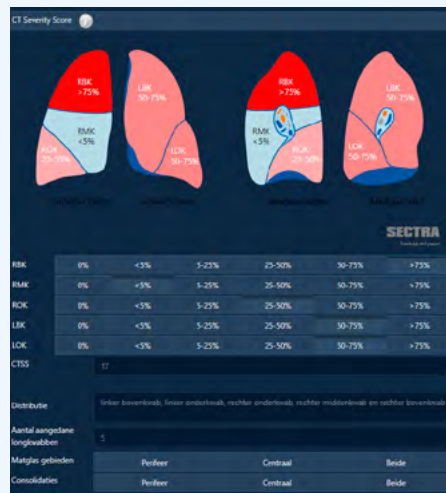 CT Severity Score
RBK
>75%
LBK
50-75%
RMK
<5%
ROK
25-50%
LOK
50-75%
RBK
>75%
LBK
50-75%
RMK
<5%
ROK
25-50%
LOK
50-75%
SECTRA
RBK 0% <5% 5-25% 25-50% 50-75% >75%
RMK 0% <5% 5-25% 25-50% 50-75% >75%
ROK 0% <5% 5-25% 25-50% 50-75% >75%
LBK 0% <5% 5-25% 25-50% 50-75% >75%
LOK 0% <5% 5-25% 25-50% 50-75% >75%
CTSS 17
Distributie linker bovenkwab, linker onderkwab, rechter onderkwab, rechter middenkwab en rechter bovenkwab
Aantal aangedane
longkwabben 5
Matglas gebieden Perifeer Centraal Beide
Consolidaties Perifeer Centraal Beide